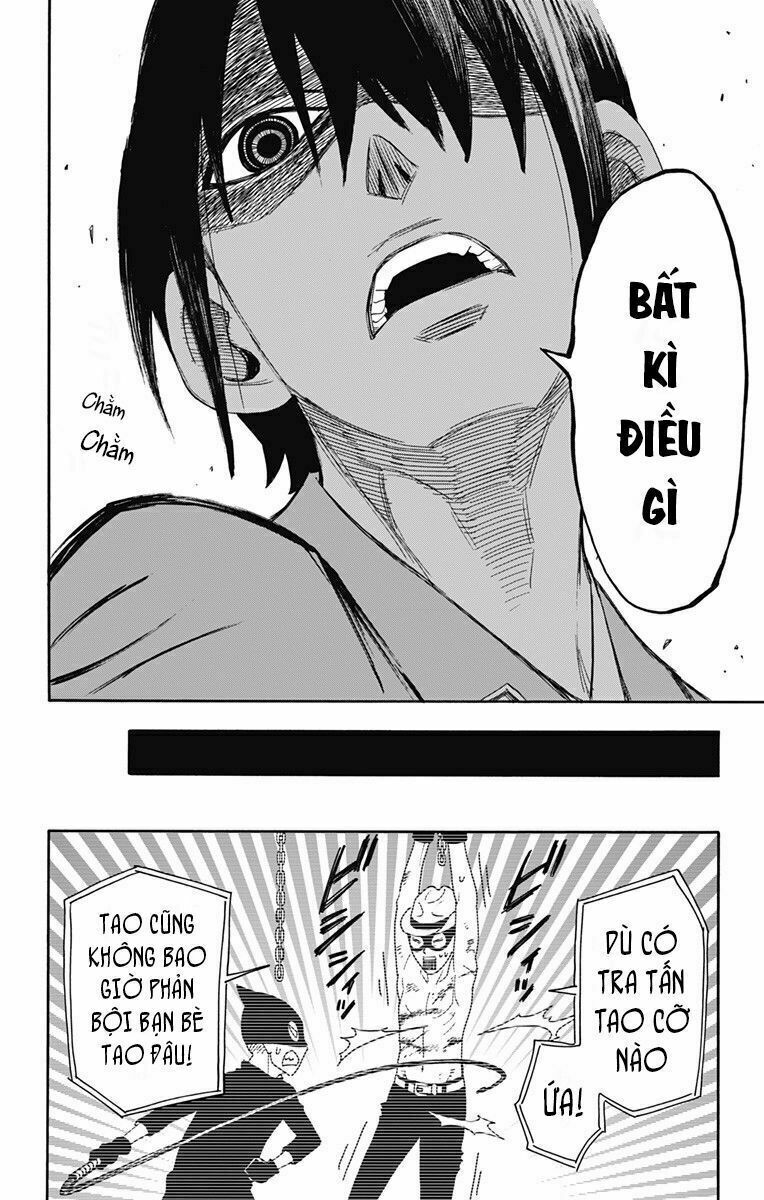 BẤT
KÌ
ĐIỀU
GÌ
Chằm
Chằm
DÙ CÓ
TRA TẤN
TAO CỠ
NÀO
ỨA!
TAO CŨNG
KHÔNG BAO
GIỜ PHẢN
BỘI BẠN BÈ
TAO ĐÂU!